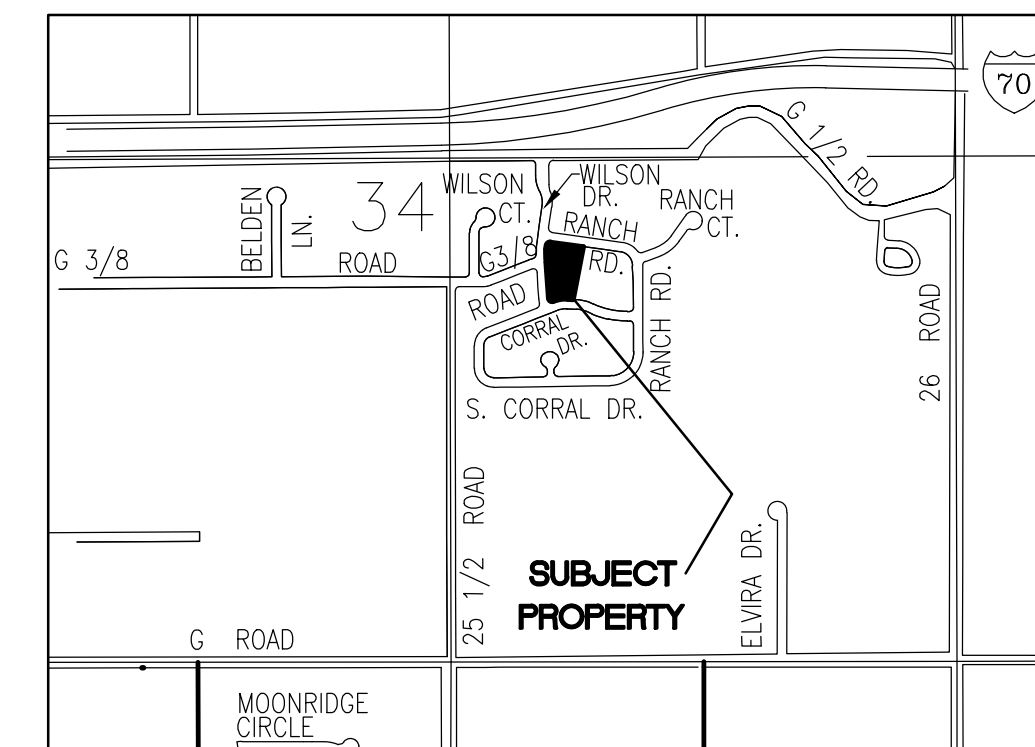 70
G 1/2 RD.
WILSON
CT.
WILSON
DR.
RANCH
CT.
BELDEN
LN.
34
RANCH
RD.
G 3/8
ROAD
G3/8
ROAD
RANCH RD.
26 ROAD
CORRAL
DR.
S. CORRAL DR.
25 1/2 ROAD
SUBJECT
PROPERTY
ELVIRA DR.
G ROAD
MOONRIDGE
CIRCLE